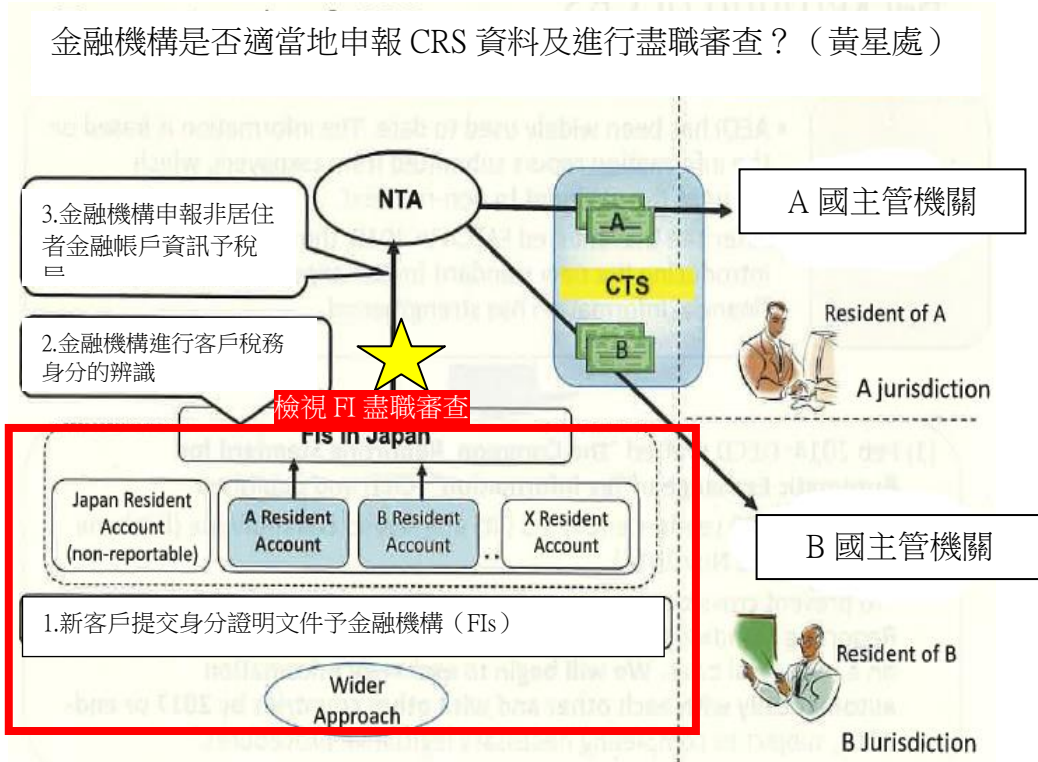 金融機構是否適當地申報 CRS 資料及進行盡職審查？（黃星處）
3.金融機構申報非居住
者金融帳戶資訊予稅
NTA
A
A 國主管機關
CTS
B
Resident of A
A jurisdiction
2.金融機構進行客戶稅務
身分的辨識
檢視 FI 盡職審查
FIs in Japan
Japan Resident
Account
(non-reportable)
A Resident
Account
B Resident
Account
..
X Resident
Account
B 國主管機關
1.新客戶提交身分證明文件予金融機構（FIs）
Wider
Approach
Resident of B
B Jurisdiction